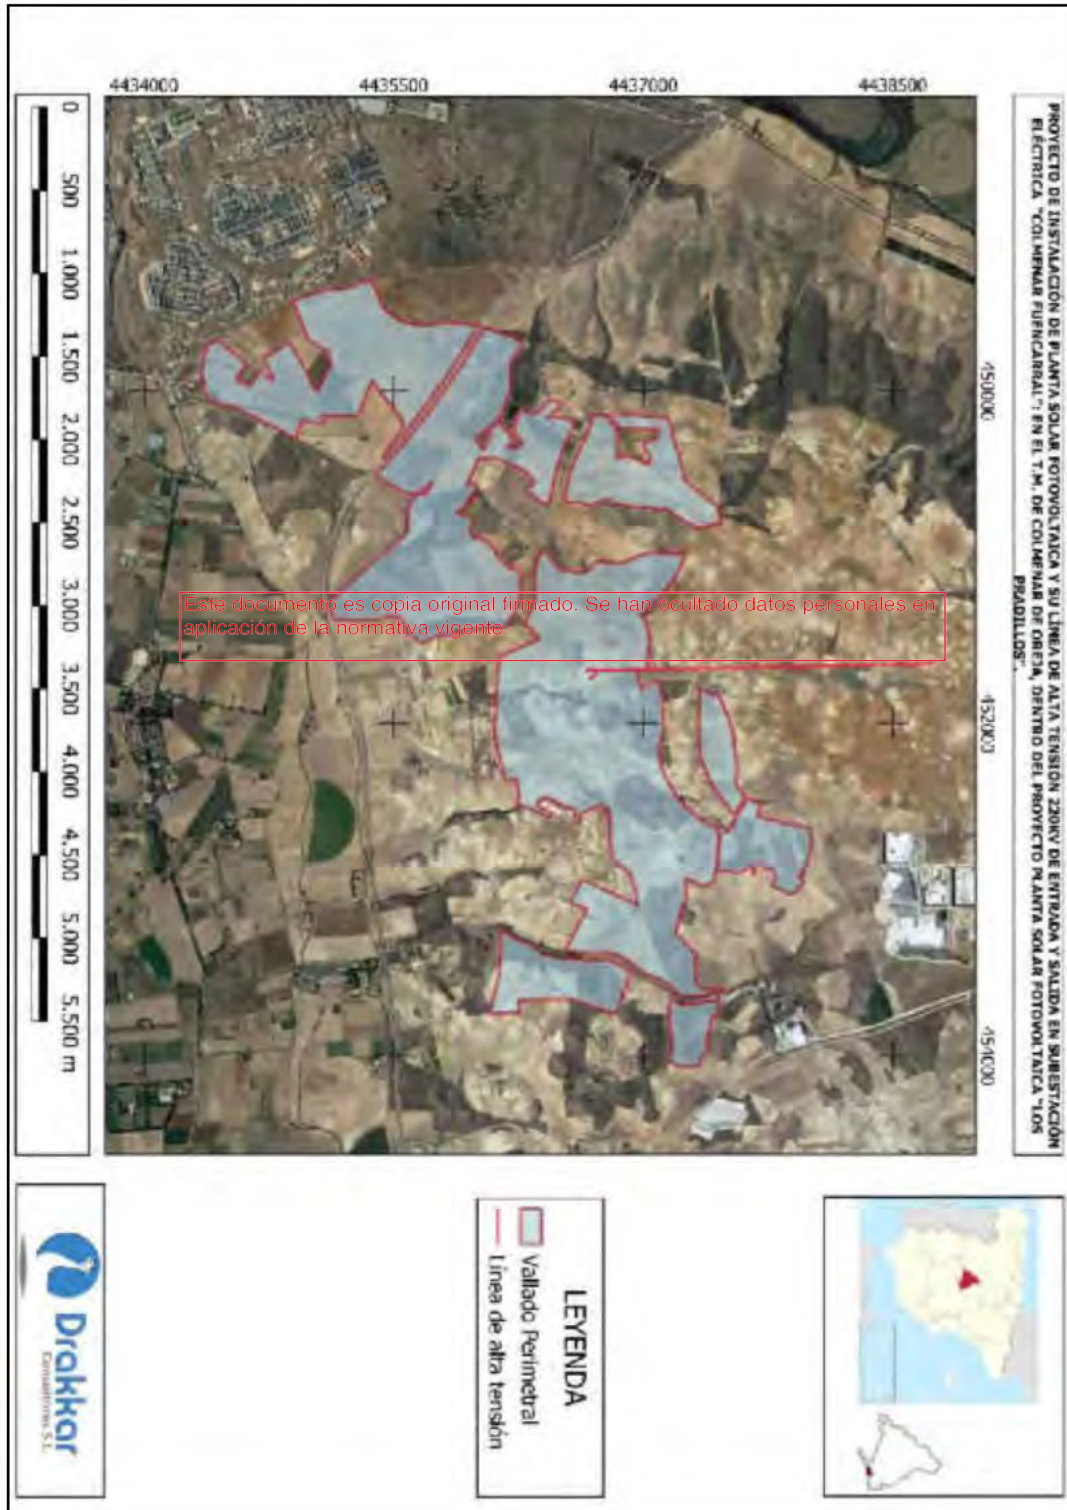 PROYECTO DE INSTALACIÓN DE PLANTA SOLAR FOTOVOLTAICA Y SU LÍNEA DE ALTA TENSIÓN 220KV DE ENTRADA Y SALIDA EN SUBESTACIÓN
ELÉCTRICA "COLMENAR FUENCARRAL"; EN EL T.M. DE COLMENAR DE OREJA, DENTRO DEL PROYECTO PLANTA SOLAR FOTOVOLTAICA "LOS
PRADILLOS".
450000
452000
454000
4438500
4437000
4435500
4434000
Este documento es copia original firmado. Se han ocultado datos personales en
aplicación de la normativa vigente
0 500 1.000 1.500 2.000 2.500 3.000 3.500 4.000 4.500 5.000 5.500 m
LEYENDA
Vallado Perimetral
Línea de alta tensión
Drakkar
Consultores S.L.